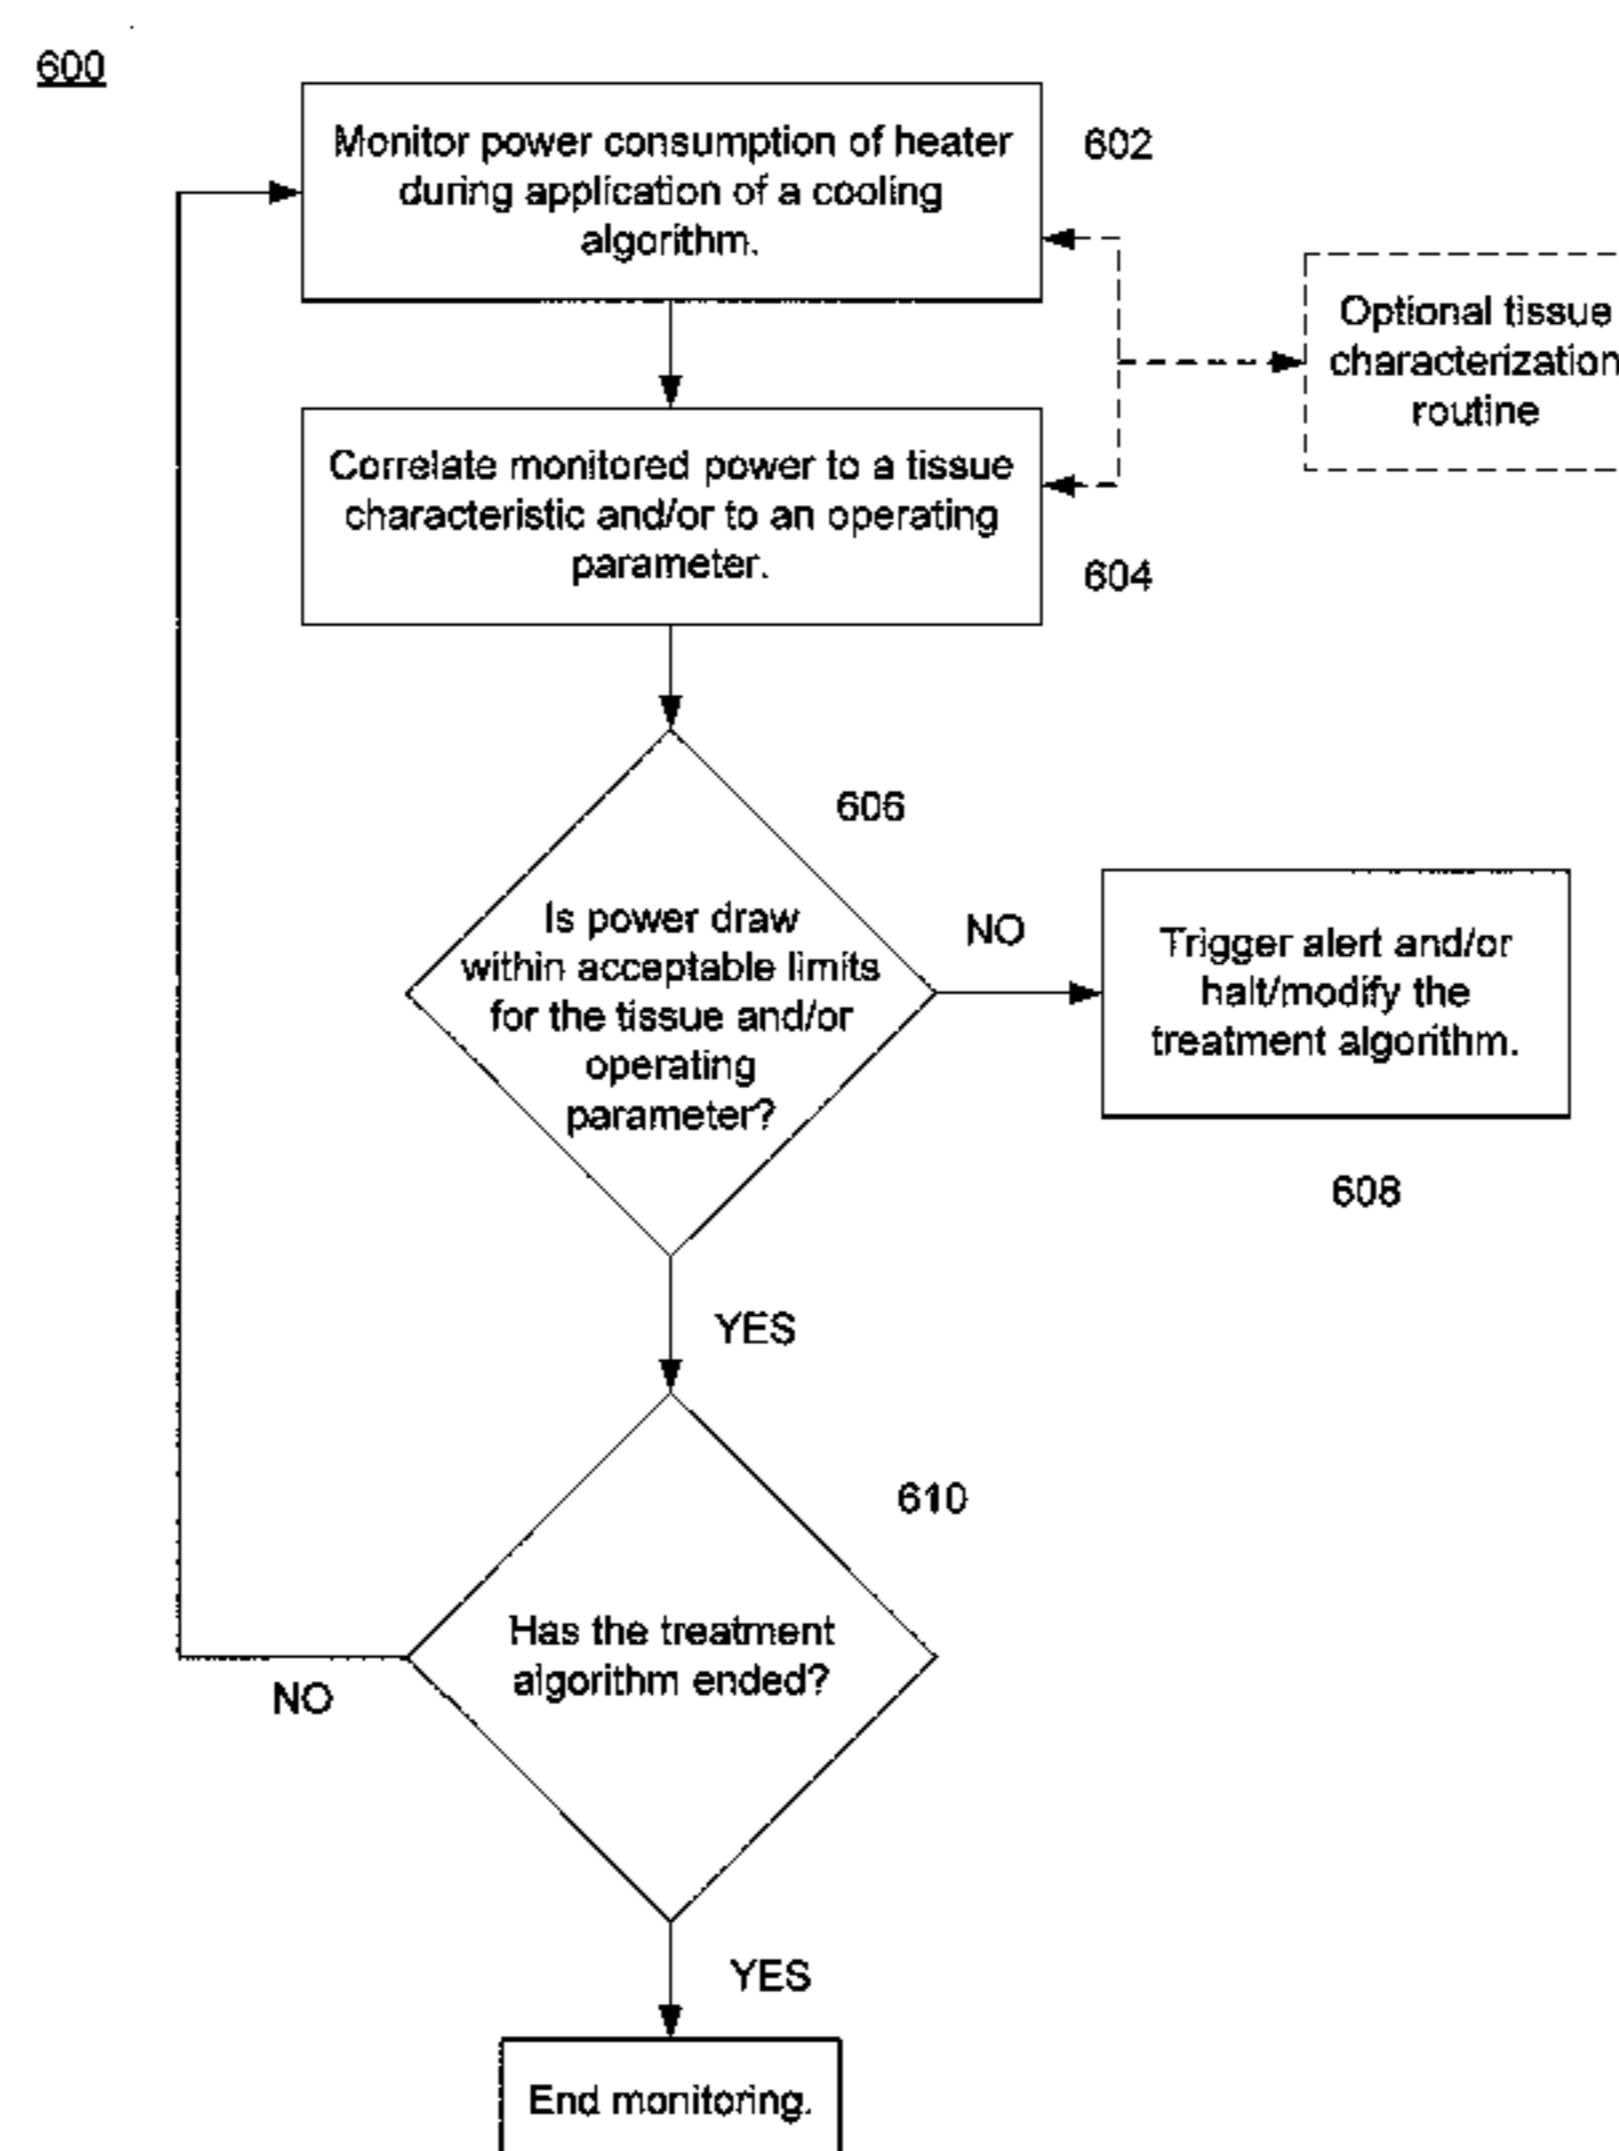 600
Monitor power consumption of heater
during application of a cooling
algorithm.
602
Optional tissue
characterization
routine
Correlate monitored power to a tissue
characteristic and/or to an operating
parameter.
604
606
Is power draw
within acceptable limits
for the tissue and/or
operating
parameter?
NO
Trigger alert and/or
halt/modify the
treatment algorithm.
608
YES
610
Has the treatment
algorithm ended?
NO
YES
End monitoring.